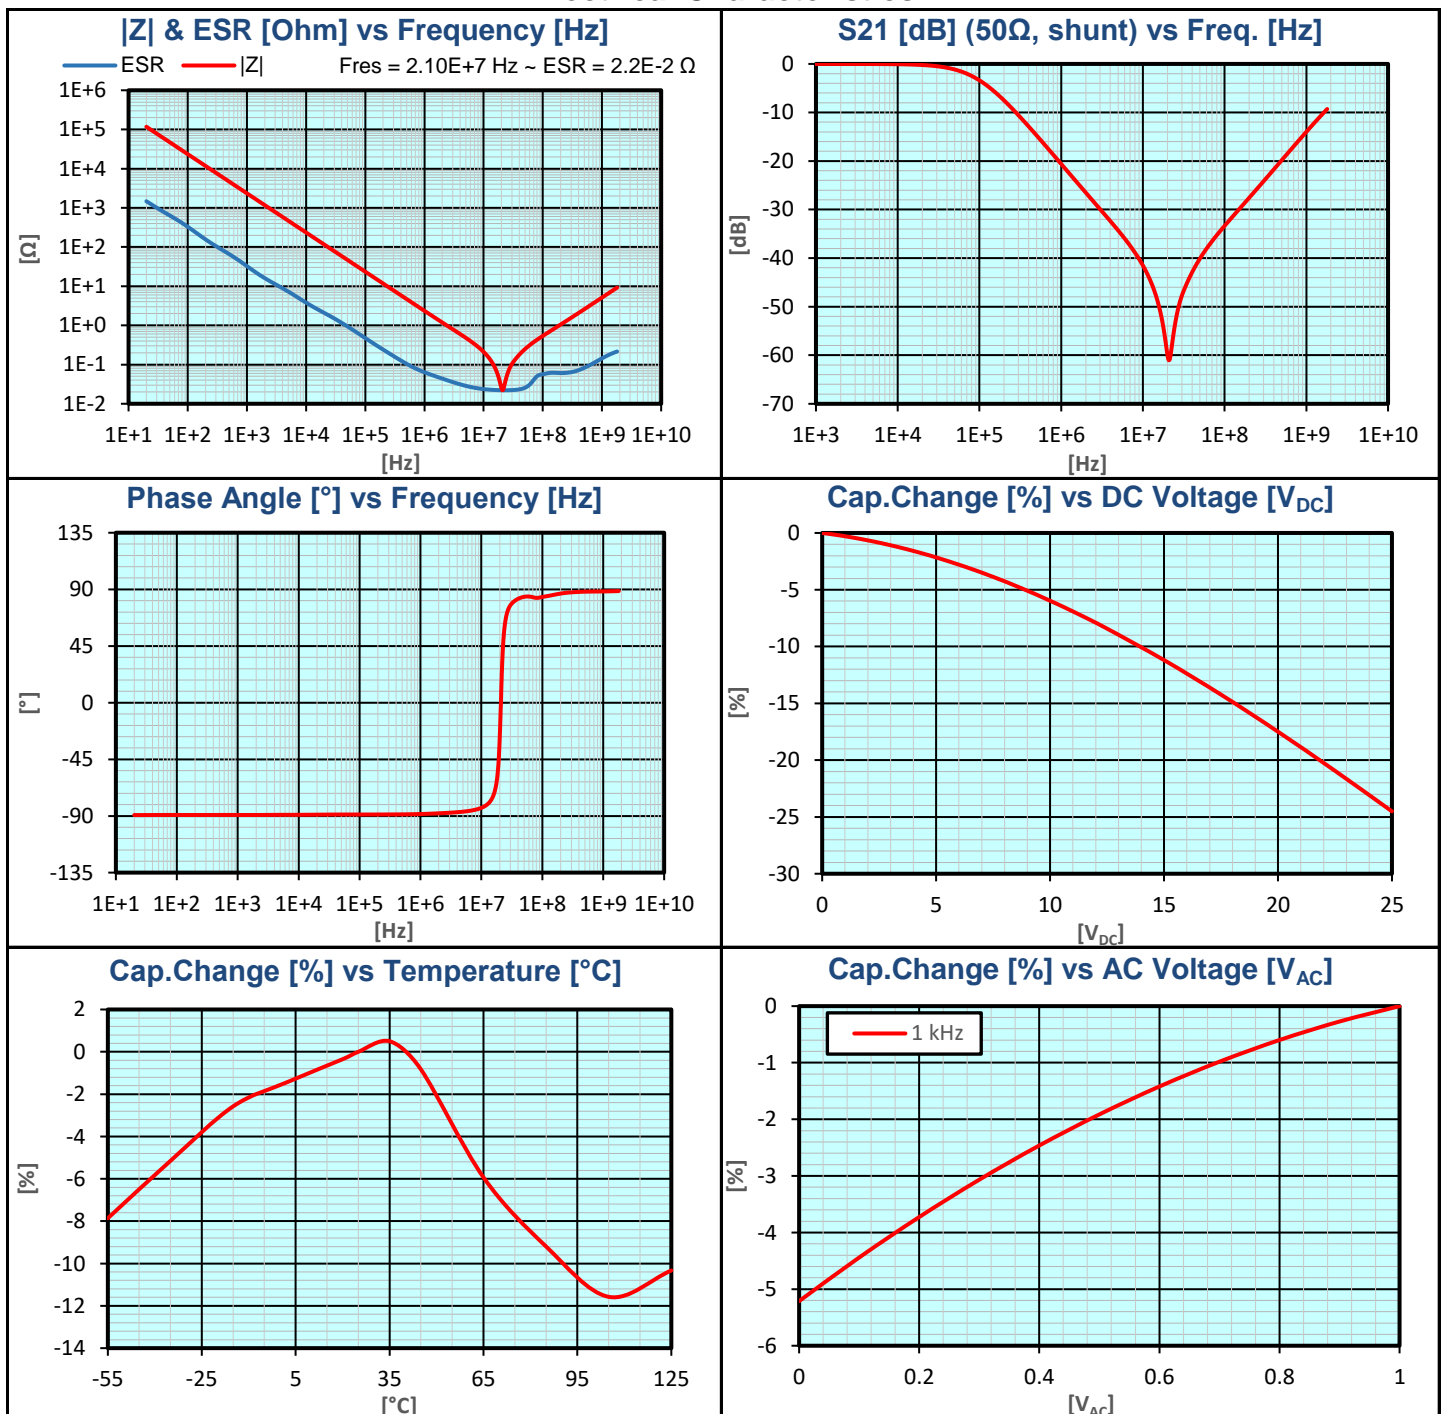 |Z| & ESR [Ohm] vs Frequency [Hz]
ESR |Z| Fres = 2.10E+7 Hz ~ ESR = 2.2E-2 Ω
1E+6
1E+5
1E+4
1E+3
1E+2
1E+1
1E+0
1E-1
1E-2
[Ω]
1E+1 1E+2 1E+3 1E+4 1E+5 1E+6 1E+7 1E+8 1E+9 1E+10
[Hz]
S21 [dB] (50Ω, shunt) vs Freq. [Hz]
0
-10
-20
-30
-40
-50
-60
-70
[dB]
1E+3 1E+4 1E+5 1E+6 1E+7 1E+8 1E+9 1E+10
[Hz]
Phase Angle [°] vs Frequency [Hz]
135
90
45
0
-45
-90
-135
[°]
1E+1 1E+2 1E+3 1E+4 1E+5 1E+6 1E+7 1E+8 1E+9 1E+10
[Hz]
Cap.Change [%] vs DC Voltage [VDC]
0
-5
-10
-15
-20
-25
-30
[%]
0 5 10 15 20 25
[VDC]
Cap.Change [%] vs Temperature [°C]
2
0
-2
-4
-6
-8
-10
-12
-14
[%]
-55 -25 5 35 65 95 125
[°C]
Cap.Change [%] vs AC Voltage [VAC]
1 kHz
0
-1
-2
-3
-4
-5
-6
[%]
0 0.2 0.4 0.6 0.8 1
[VAC]